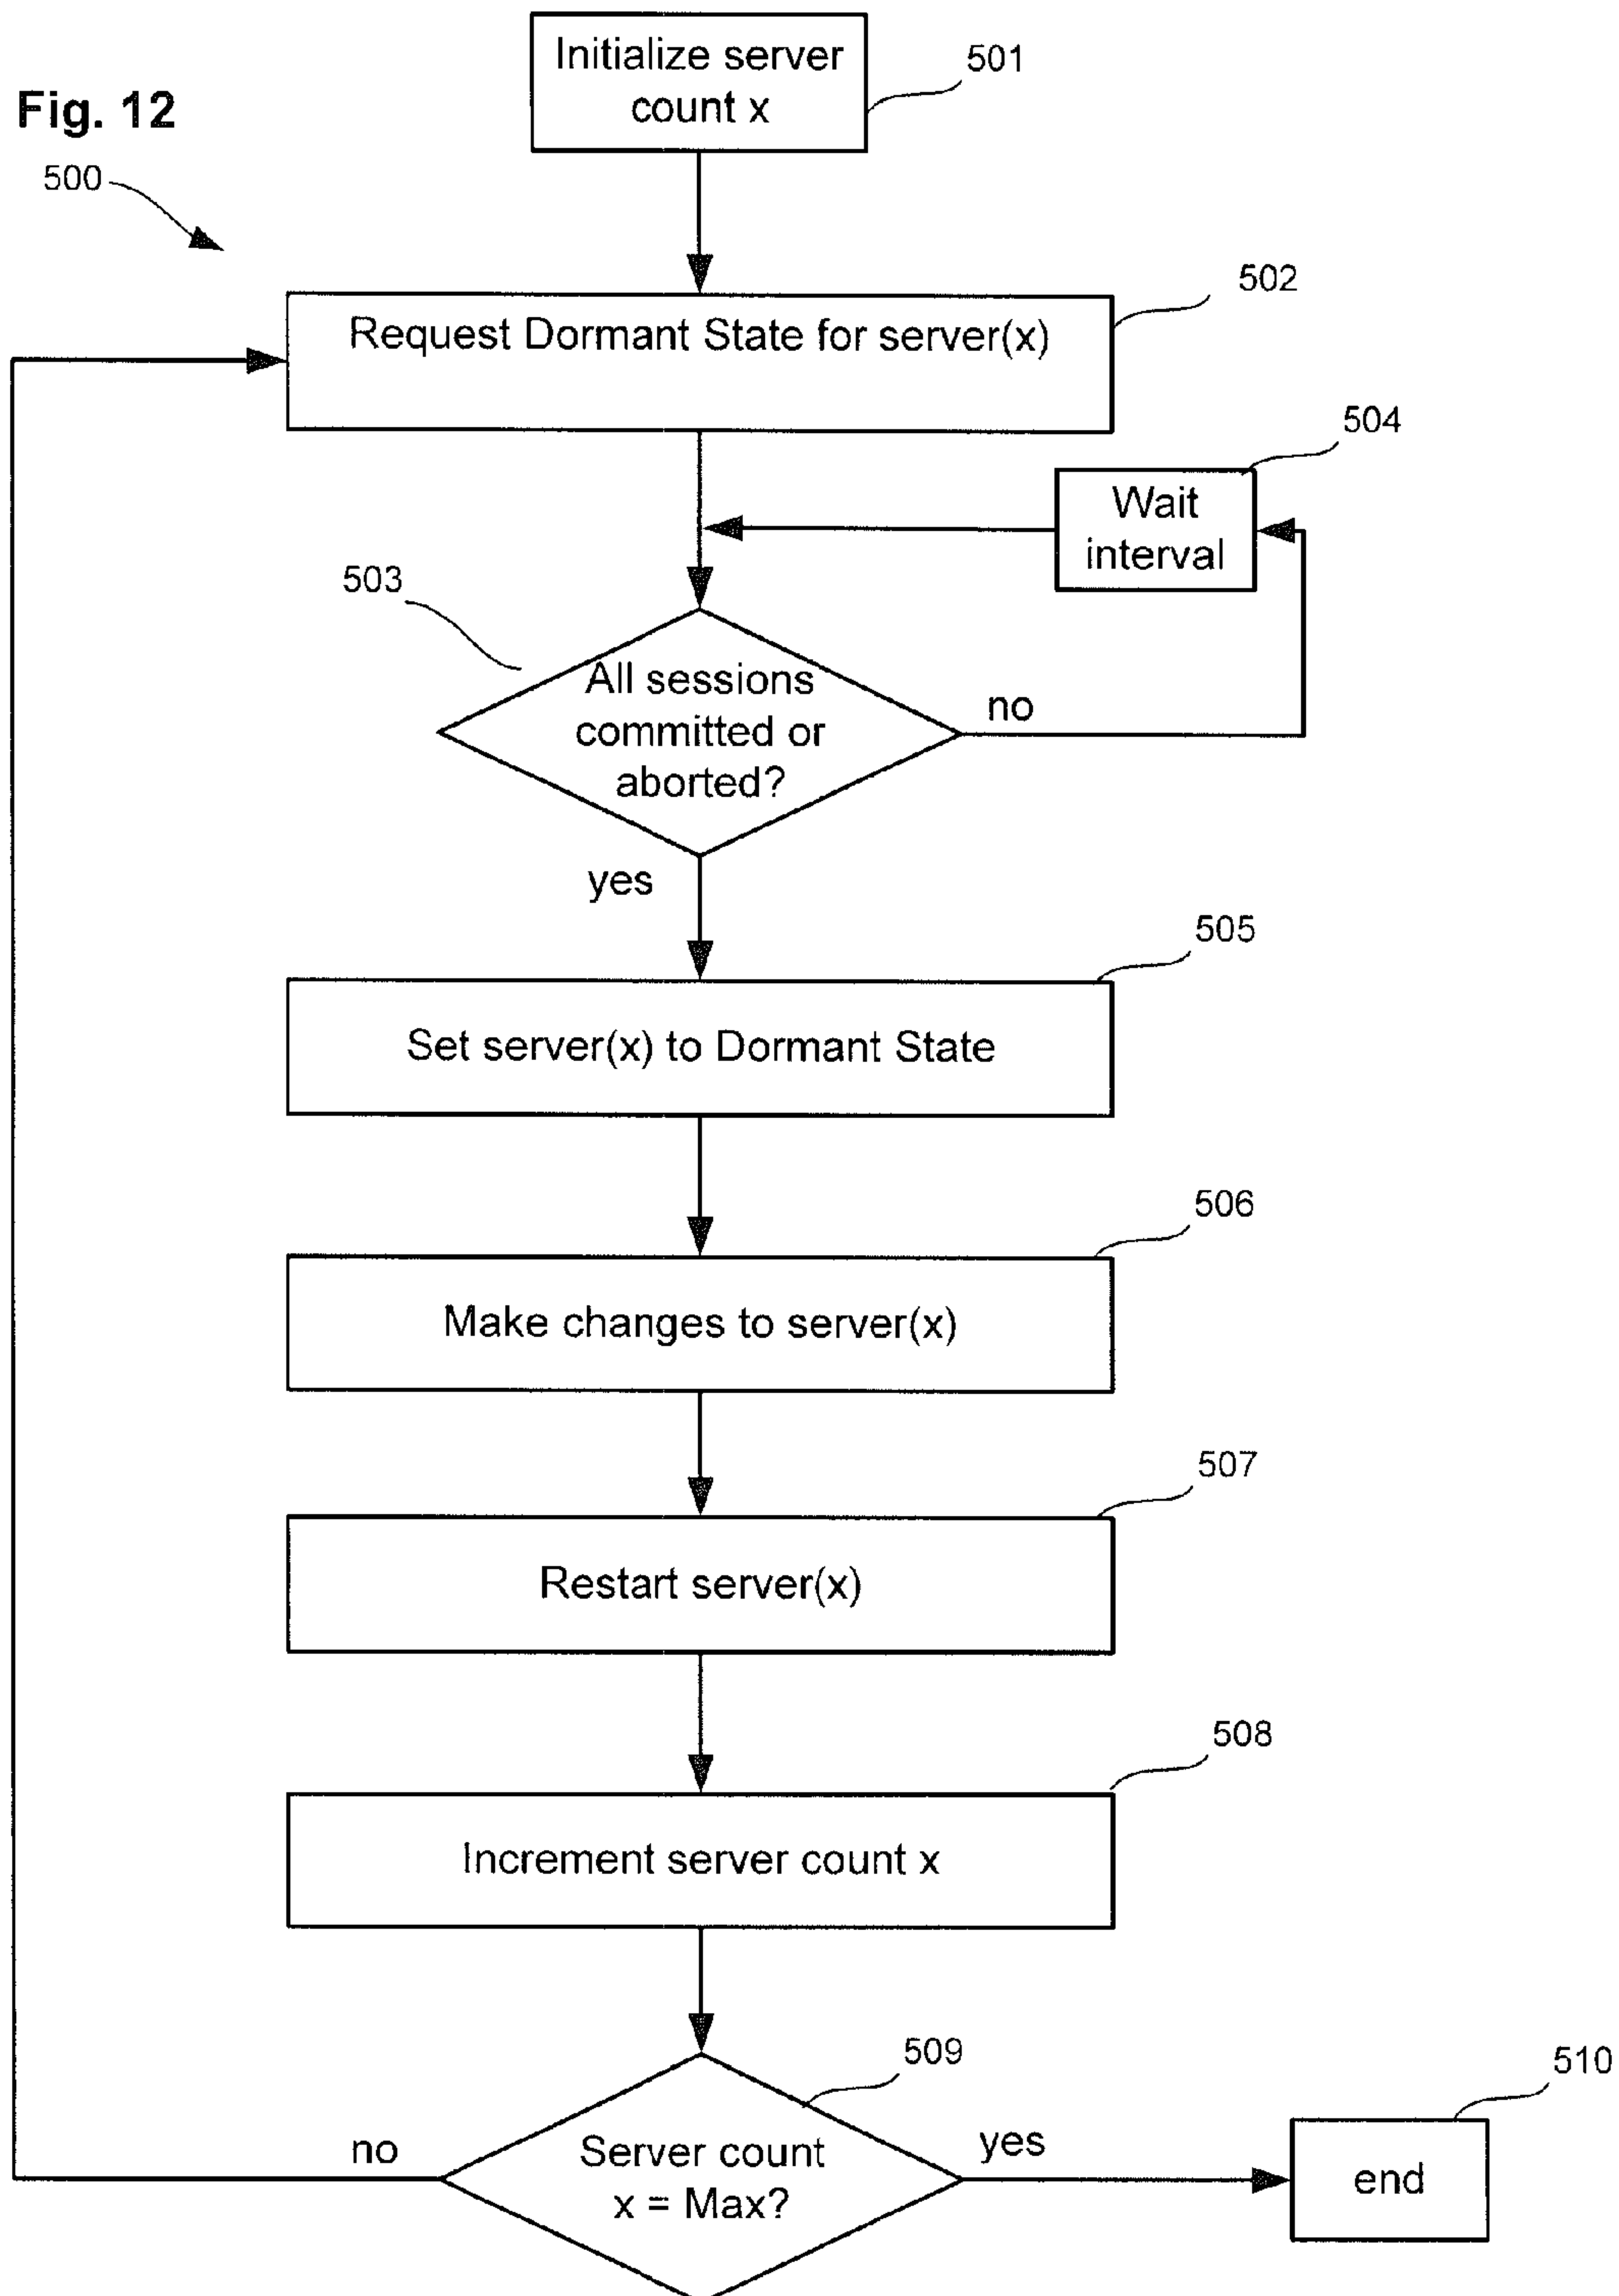 Initialize server
count x
501
Fig. 12
500
502
Request Dormant State for server(x)
504
Wait
interval
503
All sessions
committed or
aborted?
no
yes
505
Set server(x) to Dormant State
506
Make changes to server(x)
507
Restart server(x)
508
Increment server count x
509
510
no
Server count
x = Max?
yes
end